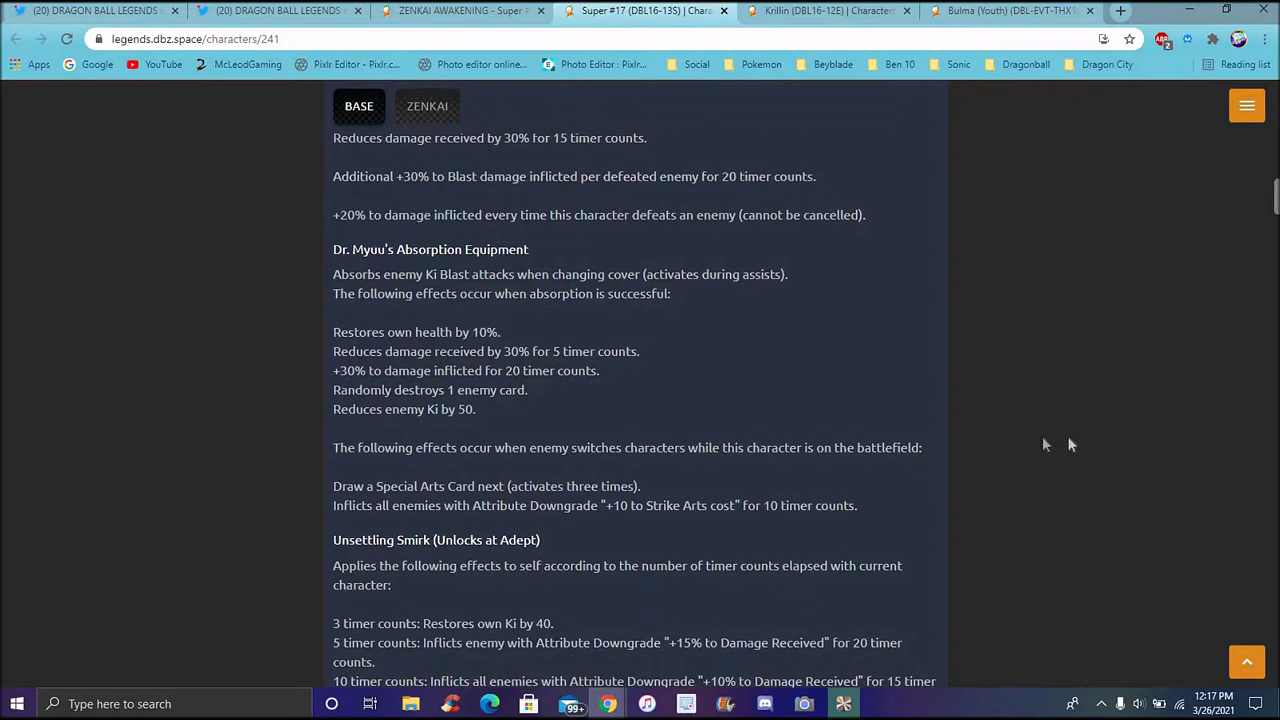 (20) DRAGON BALL LEGENDS
(20) DRAGON BALL LEGENDS
ZENKAI AWAKENING - Super #
Super #17 (DBL16-13S) | Chara
Krillin (DBL16-12E) | Characters
Bulma (Youth) (DBL-EVT-THX1
legends.dbz.space/characters/241
2
Apps Google YouTube McLeodGaming Pixlr Editor - Pixlr.c... Photo editor online... Photo Editor : Pixlr... Social Pokemon Beyblade Ben 10 Sonic Dragonball Dragon City Reading list
BASE ZENKAI
Reduces damage received by 30% for 15 timer counts.
Additional +30% to Blast damage inflicted per defeated enemy for 20 timer counts.
+20% to damage inflicted every time this character defeats an enemy (cannot be cancelled).
Dr. Myuu's Absorption Equipment
Absorbs enemy Ki Blast attacks when changing cover (activates during assists).
The following effects occur when absorption is successful:
Restores own health by 10%.
Reduces damage received by 30% for 5 timer counts.
+30% to damage inflicted for 20 timer counts.
Randomly destroys 1 enemy card.
Reduces enemy Ki by 50.
The following effects occur when enemy switches characters while this character is on the battlefield:
Draw a Special Arts Card next (activates three times).
Inflicts all enemies with Attribute Downgrade "+10 to Strike Arts cost" for 10 timer counts.
Unsettling Smirk (Unlocks at Adept)
Applies the following effects to self according to the number of timer counts elapsed with current
character:
3 timer counts: Restores own Ki by 40.
5 timer counts: Inflicts enemy with Attribute Downgrade "+15% to Damage Received" for 20 timer
counts.
10 timer counts: Inflicts all enemies with Attribute Downgrade "+10% to Damage Received" for 15 timer
Type here to search
99+
12:17 PM
3/26/2021